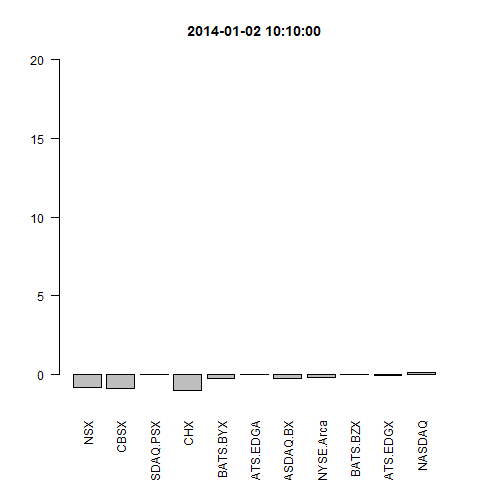 2014-01-02 10:10:00
20
15
10
5
0
NSX
CBSX
SDAQ.PSX
CHX
BATS.BYX
ATS.EDGA
ASDAQ.BX
NYSE.Arca
BATS.BZX
ATS.EDGX
NASDAQ